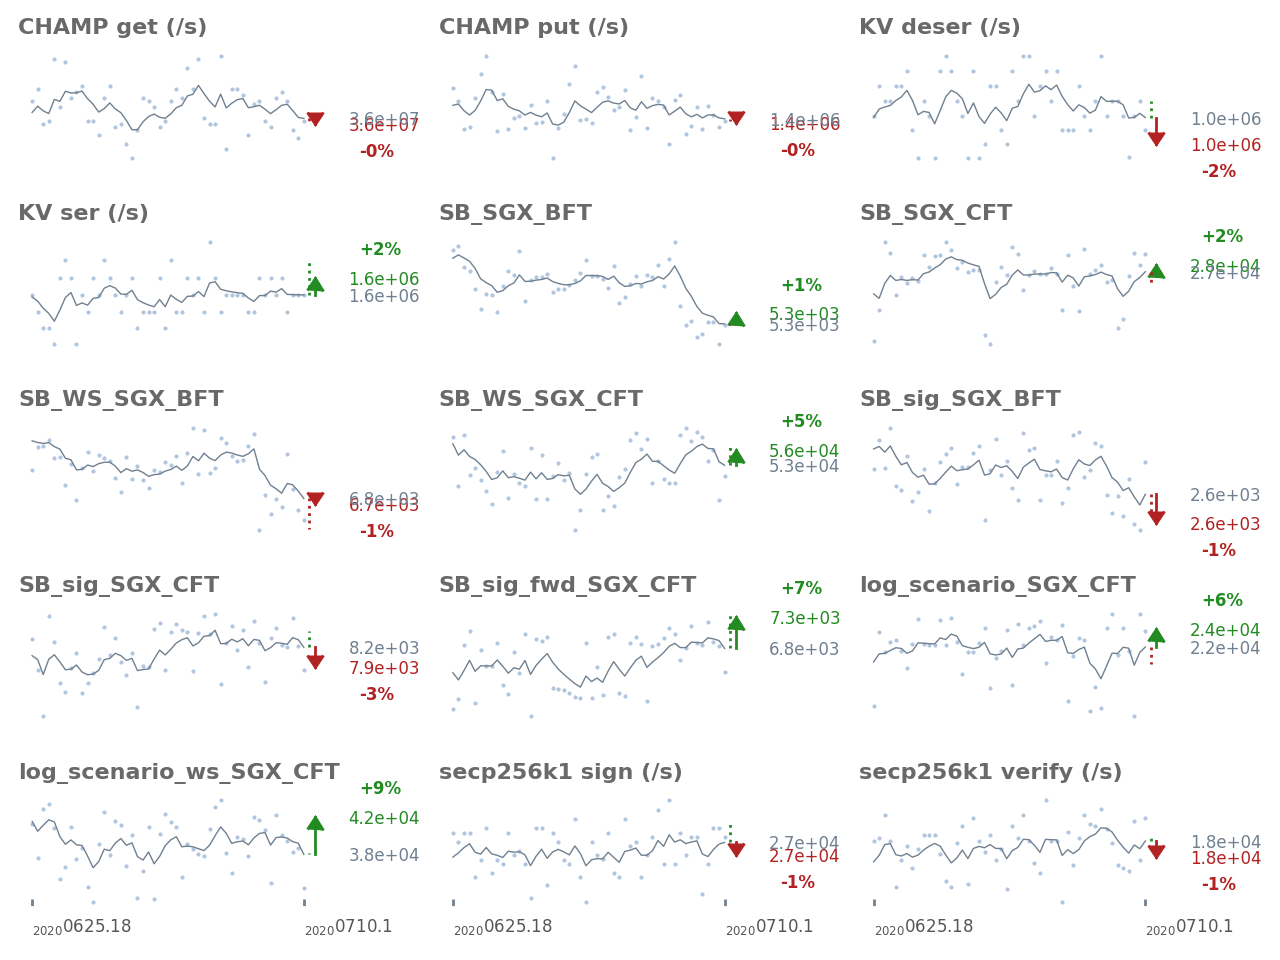 CHAMP get (/s)
3.6e+07
3.6e+07
-0%
CHAMP put (/s)
1.4e+06
1.4e+06
-0%
KV deser (/s)
1.0e+06
1.0e+06
-2%
KV ser (/s)
+2%
1.6e+06
1.6e+06
SB_SGX_BFT
+1%
5.3e+03
5.3e+03
SB_SGX_CFT
+2%
2.8e+04
2.7e+04
SB_WS_SGX_BFT
6.8e+03
6.7e+03
-1%
SB_WS_SGX_CFT
+5%
5.6e+04
5.3e+04
SB_sig_SGX_BFT
2.6e+03
2.6e+03
-1%
SB_sig_SGX_CFT
8.2e+03
7.9e+03
-3%
SB_sig_fwd_SGX_CFT
+7%
7.3e+03
6.8e+03
log_scenario_SGX_CFT
+6%
2.4e+04
2.2e+04
log_scenario_ws_SGX_CFT
+9%
4.2e+04
3.8e+04
secp256k1 sign (/s)
2.7e+04
2.7e+04
-1%
secp256k1 verify (/s)
1.8e+04
1.8e+04
-1%
20200625.18
20200710.1
20200625.18
20200710.1
20200625.18
20200710.1